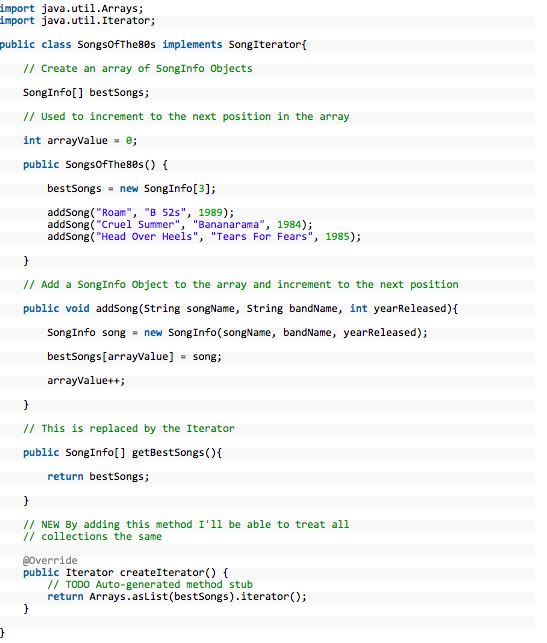 import java.util.Arrays;
import java.util.Iterator;
public class SongsOfThe80s implements SongIterator{
// Create an array of SongInfo Objects
SongInfo[] bestSongs;
// Used to increment to the next position in the array
int arrayValue = 0;
public SongsOfThe80s() {
bestSongs = new SongInfo[3];
addSong("Roam", "B 52s", 1989);
addSong("Cruel Summer", "Bananarama", 1984);
addSong("Head Over Heels", "Tears For Fears", 1985);
}
// Add a SongInfo Object to the array and increment to the next position
public void addSong(String songName, String bandName, int yearReleased){
SongInfo song = new SongInfo(songName, bandName, yearReleased);
bestSongs[arrayValue] = song;
arrayValue++;
}
// This is replaced by the Iterator
public SongInfo[] getBestSongs(){
return bestSongs;
}
// NEW By adding this method I'll be able to treat all
// collections the same
@Override
public Iterator createIterator() {
// TODO Auto-generated method stub
return Arrays.asList(bestSongs).iterator();
}
}